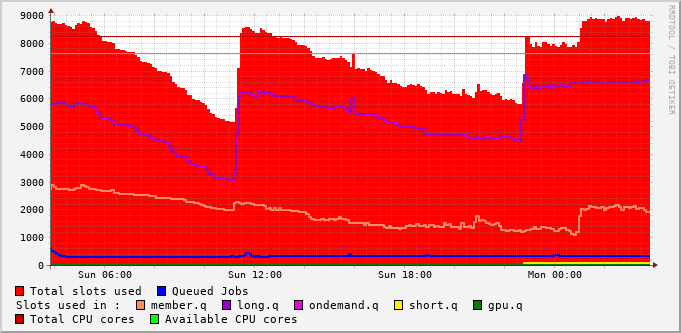 9000
8000
7000
6000
5000
4000
3000
2000
1000
0
Sun 06:00 Sun 12:00 Sun 18:00 Mon 00:00
RRDTOOL / TOBI OETIKER
Total slots used Queued Jobs
Slots used in : member.q long.q ondemand.q short.q gpu.q
Total CPU cores Available CPU cores